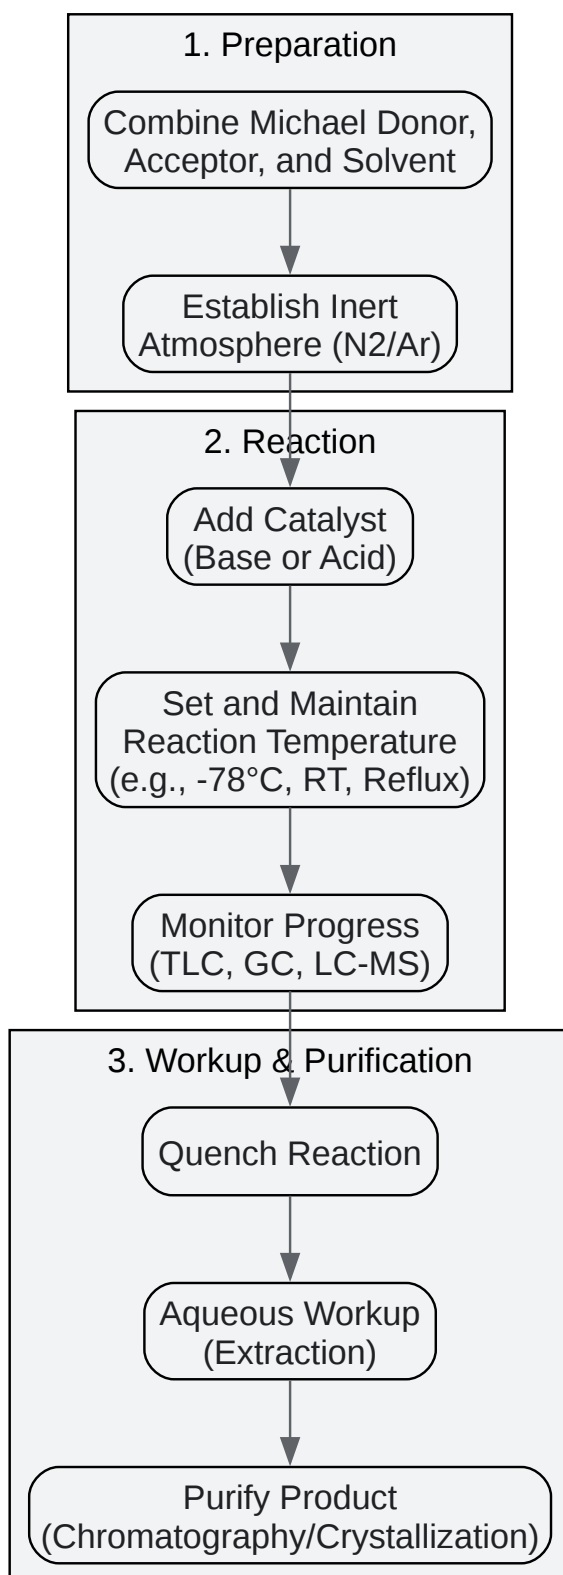 1. Preparation
Combine Michael Donor,
Acceptor, and Solvent
Establish Inert
Atmosphere (N2/Ar)
2. Reaction
Add Catalyst
(Base or Acid)
Set and Maintain
Reaction Temperature
(e.g., -78°C, RT, Reflux)
Monitor Progress
(TLC, GC, LC-MS)
3. Workup & Purification
Quench Reaction
Aqueous Workup
(Extraction)
Purify Product
(Chromatography/Crystallization)